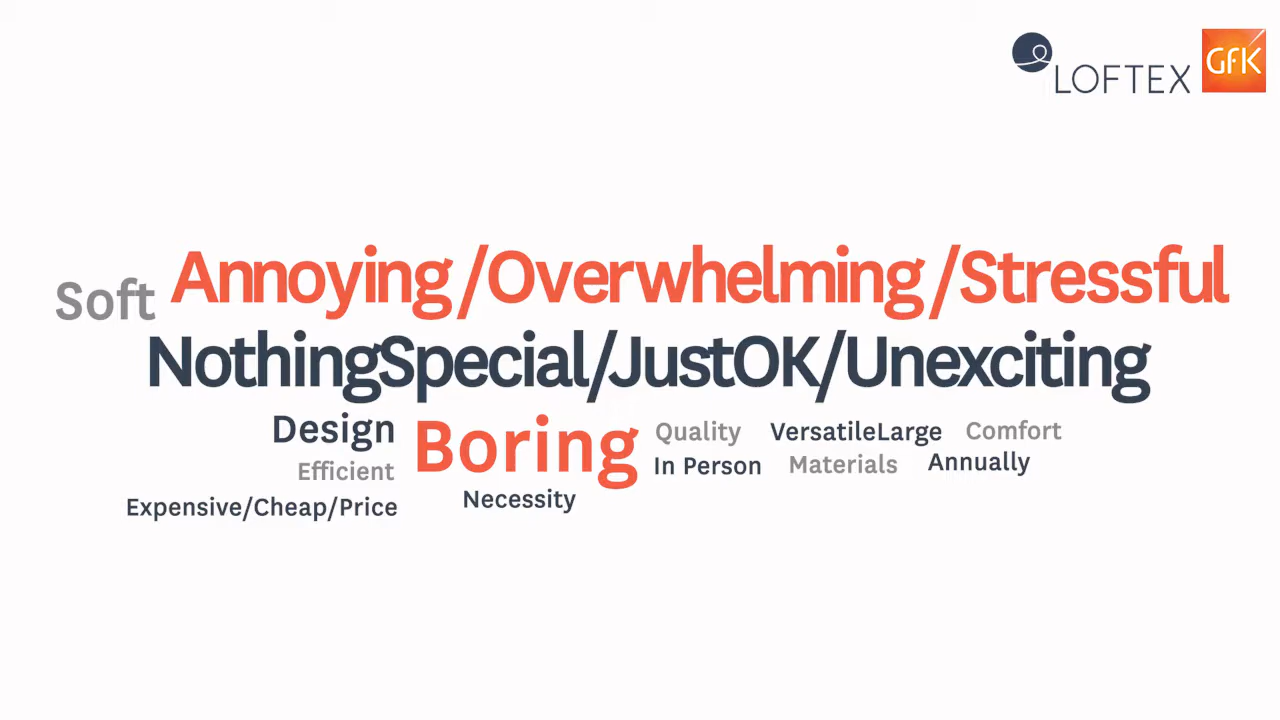 LOFTEX GfK
Soft Annoying/Overwhelming/Stressful
NothingSpecial/JustOK/Unexciting
Design Boring Quality VersatileLarge Comfort
Efficient In Person Materials Annually
Expensive/Cheap/Price Necessity